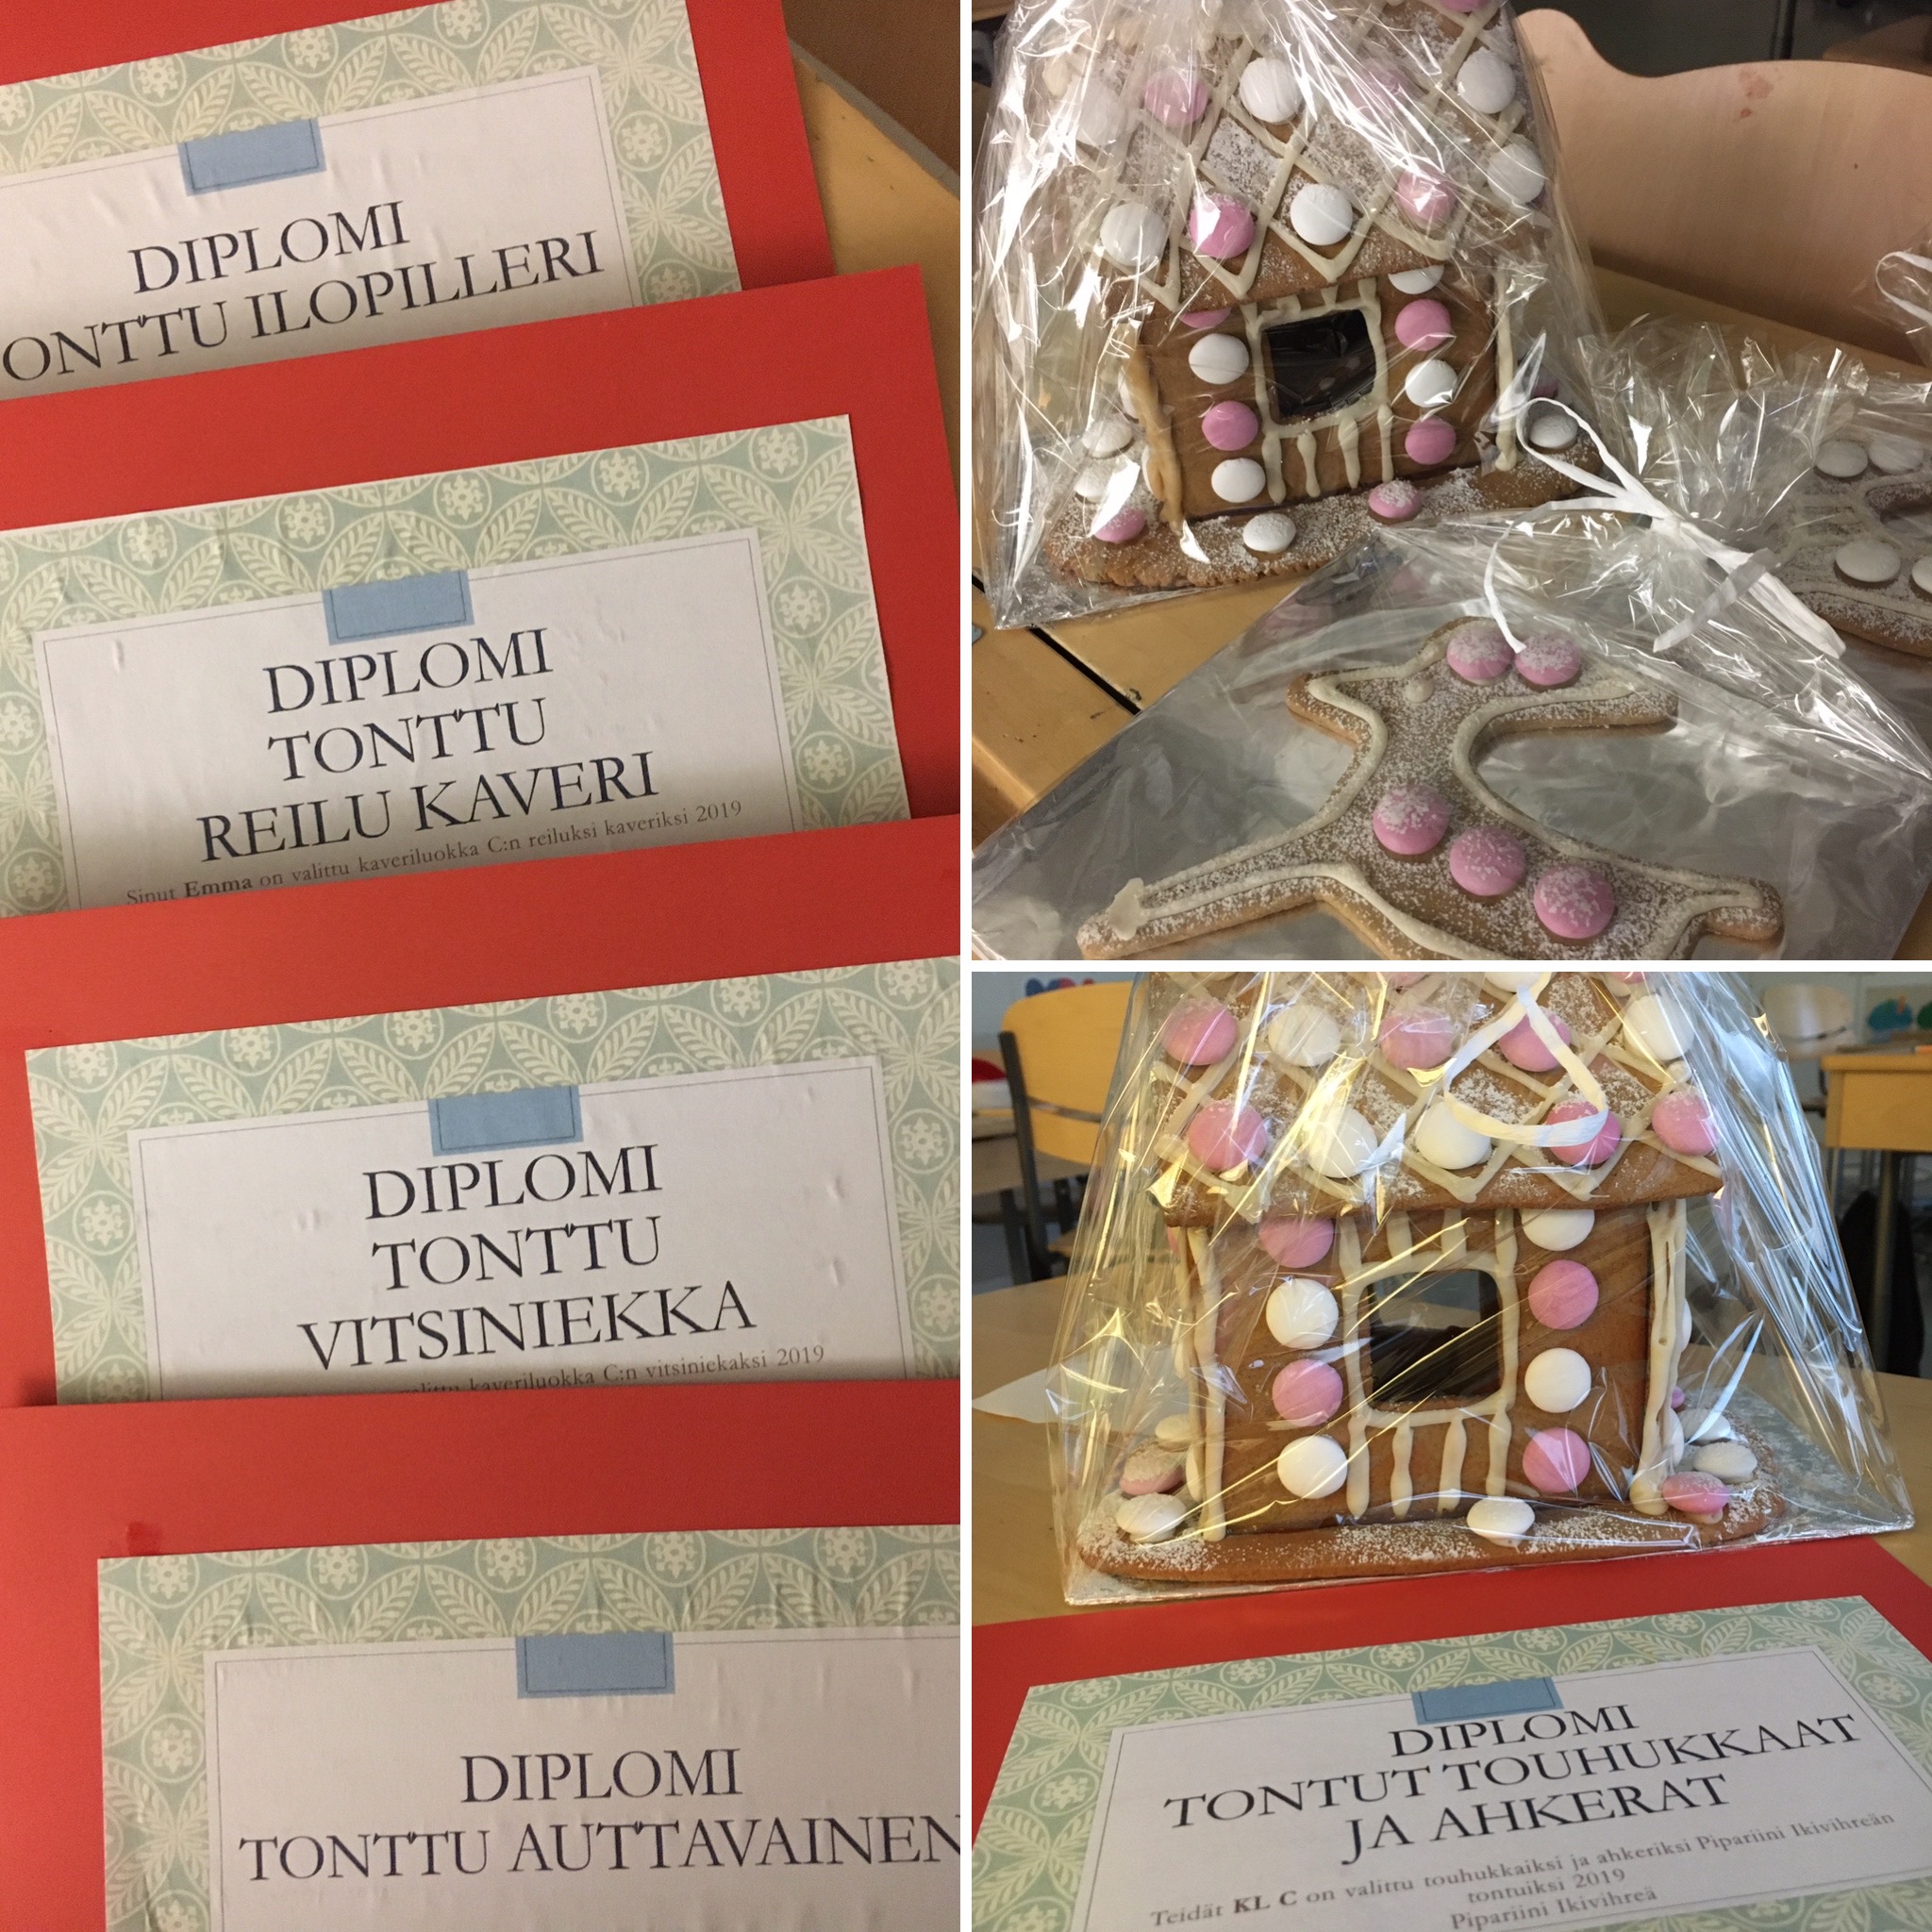 DIPLOMI
ONTTU ILOPILLERI
DIPLOMI
TONTTU
REILU KAVERI
Sinut Emma on valittu kaveriluokka C:n reiluksi kaveriksi 2019
DIPLOMI
TONTTU
VITSINIEKKA
valittu kaveriluokka C:n vitsiniekaksi 2019
DIPLOMI
TONTTU AUTTAVAINEN
DIPLOMI
TONTUT TOUHUKKAAT
JA AHKERAT
Teidät KL C on valittu touhukkaiksi ja ahkeriksi Pipariini Ikivihreän
tontuiksi 2019
Pipariini Ikivihreä